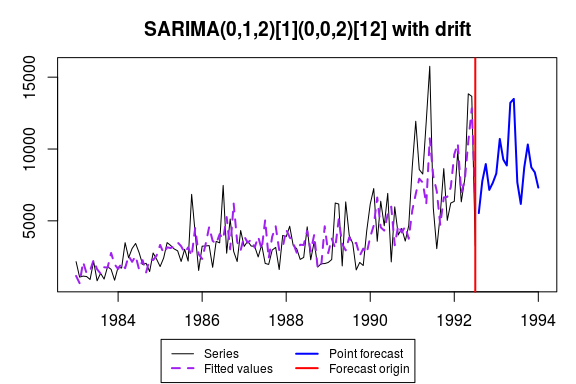 SARIMA(0,1,2)[1](0,0,2)[12] with drift
15000
10000
5000
1984 1986 1988 1990 1992 1994
Series Point forecast
Fitted values Forecast origin